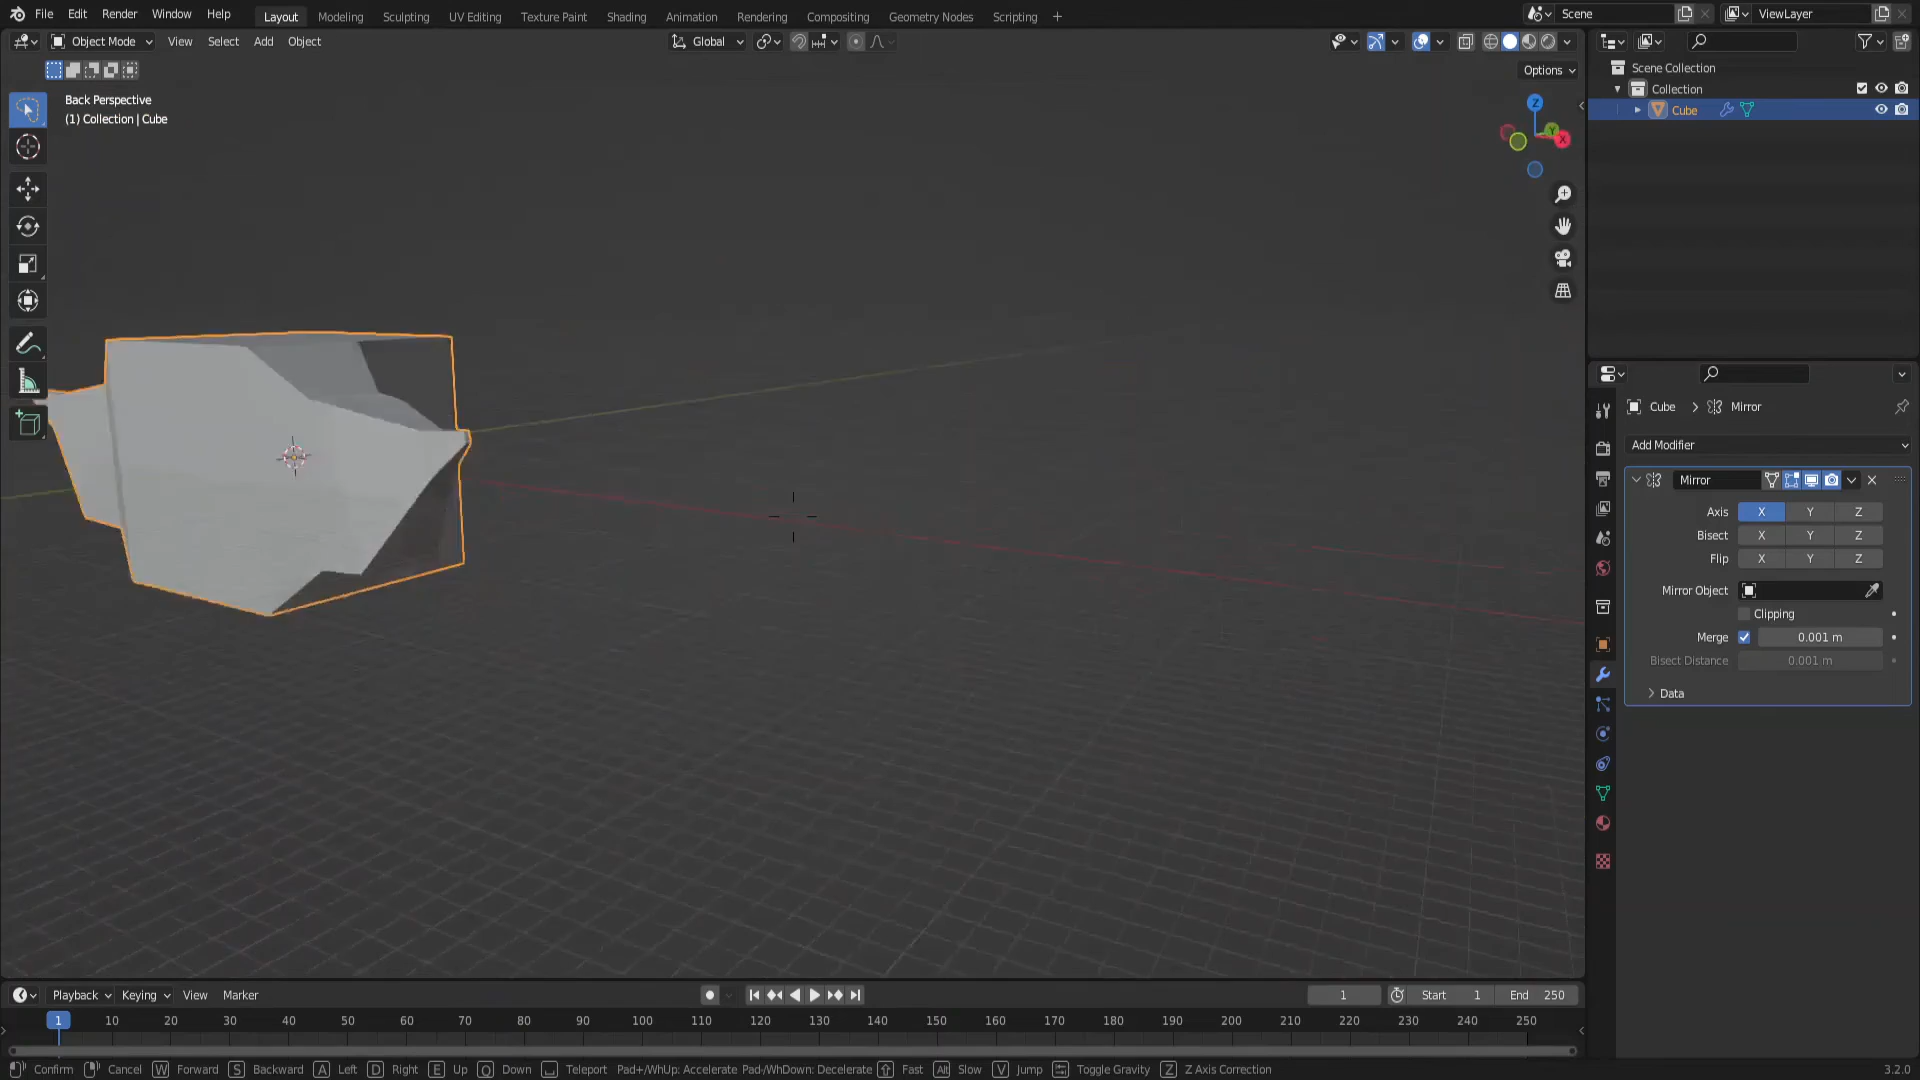 File Edit Render Window Help Layout Modeling Sculpting UV Editing Texture Paint Shading Animation Rendering Compositing Geometry Nodes Scripting Scene ViewLayer
Object Mode View Select Add Object Global
Options
Back Perspective
(1) Collection | Cube
Z
Y
X
Scene Collection
Collection
Cube
Cube Mirror
Add Modifier
Mirror
Axis X Y Z
Bisect X Y Z
Flip X Y Z
Mirror Object
Clipping
Merge 0.001 m
Bisect Distance 0.001 m
Data
Playback Keying View Marker 1 Start 1 End 250
1 10 20 30 40 50 60 70 80 90 100 110 120 130 140 150 160 170 180 190 200 210 220 230 240 250
Confirm Cancel W Forward S Backward A Left D Right E Up Q Down Teleport Pad+/WhUp: Accelerate Pad-/WhDown: Decelerate Fast Alt Slow V Jump Toggle Gravity Z Z Axis Correction 3.2.0